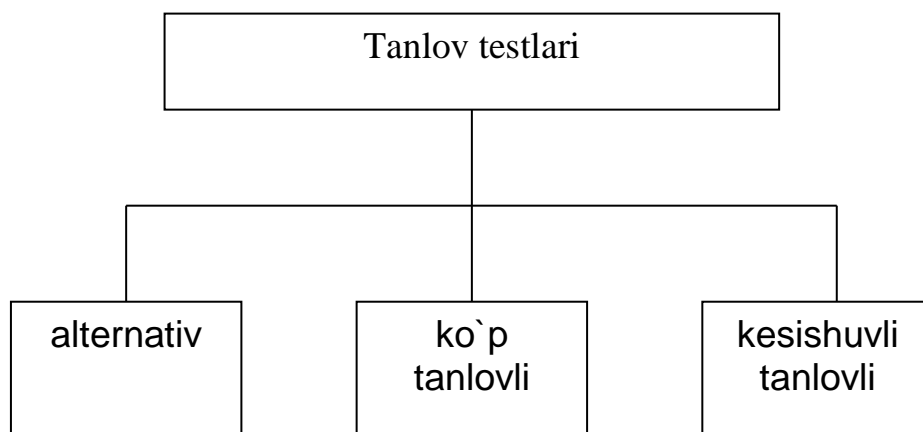 Tanlov testlari
alternativ
ko`p
tanlovli
kesishuvli
tanlovli